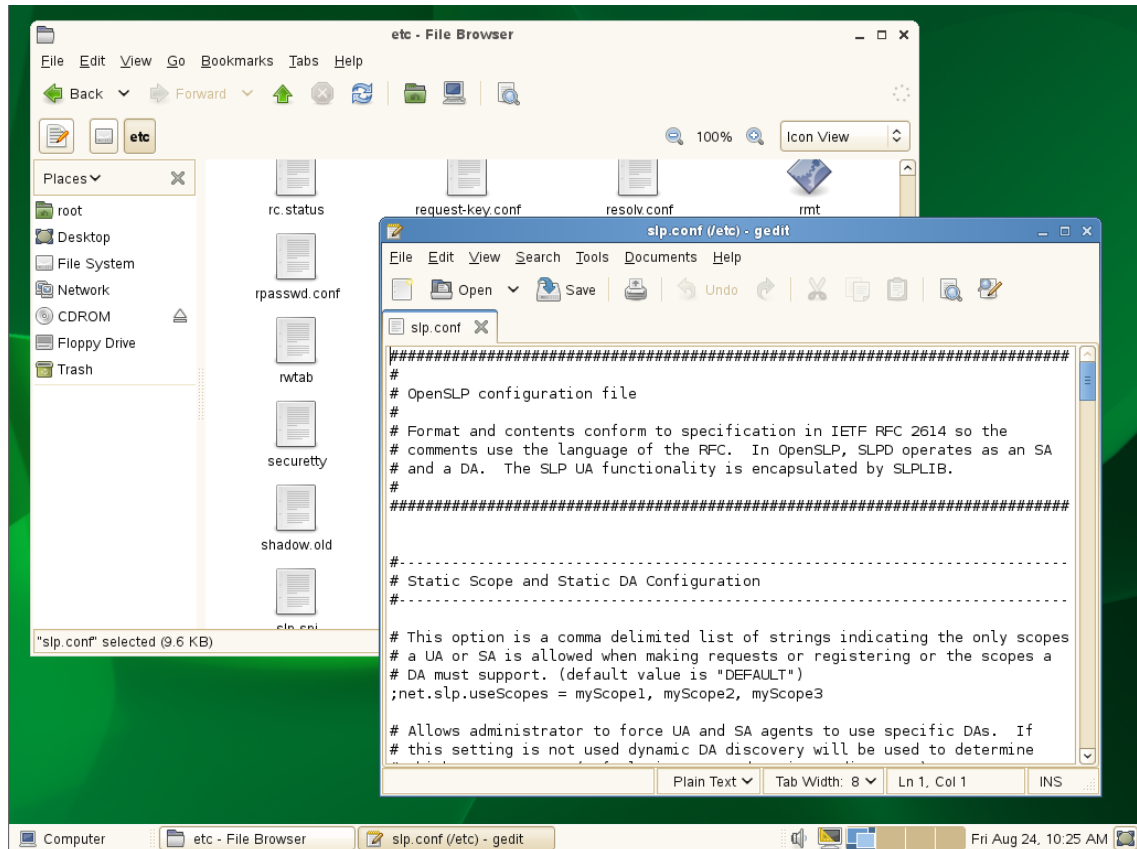 etc - File Browser
File Edit View Go Bookmarks Tabs Help
Back Forward
etc 100% Icon View
Places
root
Desktop
File System
Network
CDROM
Floppy Drive
Trash
rc.status request-key.conf resolv.conf rmt
rpasswd.conf
rwtab
securetty
shadow.old
slp.spi
"slp.conf" selected (9.6 KB)
slp.conf (/etc) - gedit
File Edit View Search Tools Documents Help
Open Save Undo
slp.conf
#############################################################################
#
# OpenSLP configuration file
#
# Format and contents conform to specification in IETF RFC 2614 so the
# comments use the language of the RFC.  In OpenSLP, SLPD operates as an SA
# and a DA.  The SLP UA functionality is encapsulated by SLPLIB.
#
#############################################################################
#----------------------------------------------------------------------------
# Static Scope and Static DA Configuration
#----------------------------------------------------------------------------
# This option is a comma delimited list of strings indicating the only scopes
# a UA or SA is allowed when making requests or registering or the scopes a
# DA must support. (default value is "DEFAULT")
;net.slp.useScopes = myScope1, myScope2, myScope3
# Allows administrator to force UA and SA agents to use specific DAs.  If
# this setting is not used dynamic DA discovery will be used to determine
Plain Text Tab Width: 8 Ln 1, Col 1 INS
Computer etc - File Browser slp.conf (/etc) - gedit Fri Aug 24, 10:25 AM